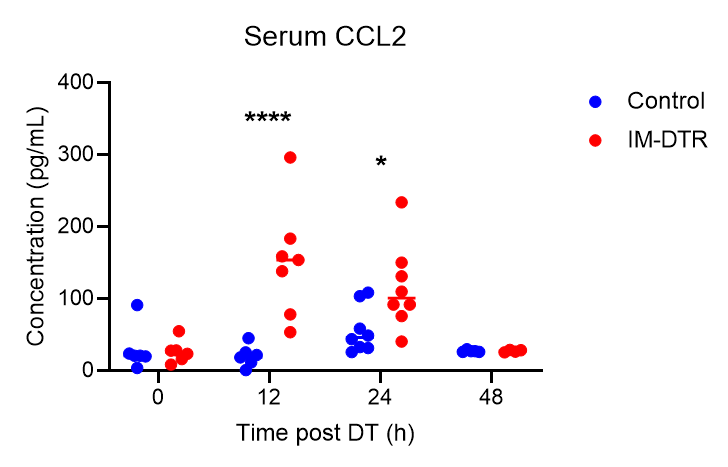 Serum CCL2
400
300
200
100
0
Concentration (pg/mL)
****
*
0 12 24 48
Time post DT (h)
Control
IM-DTR